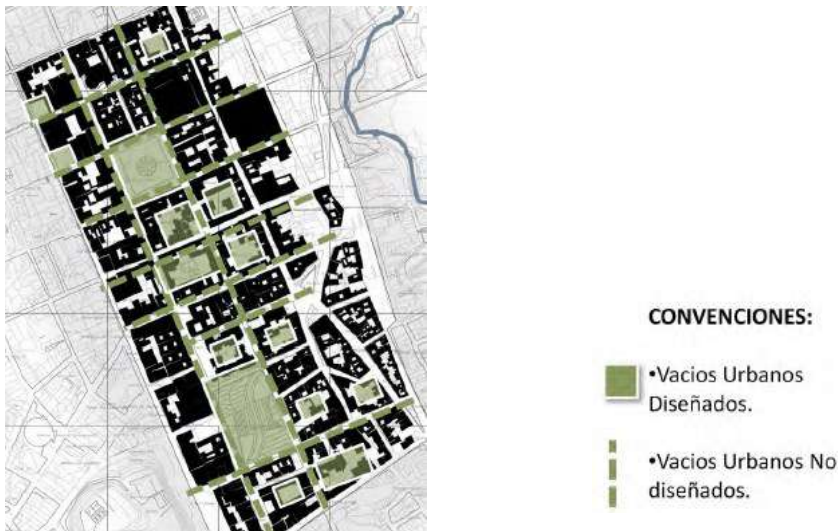 CONVENCIONES:
•Vacios Urbanos
Diseñados.
•Vacios Urbanos No
diseñados.